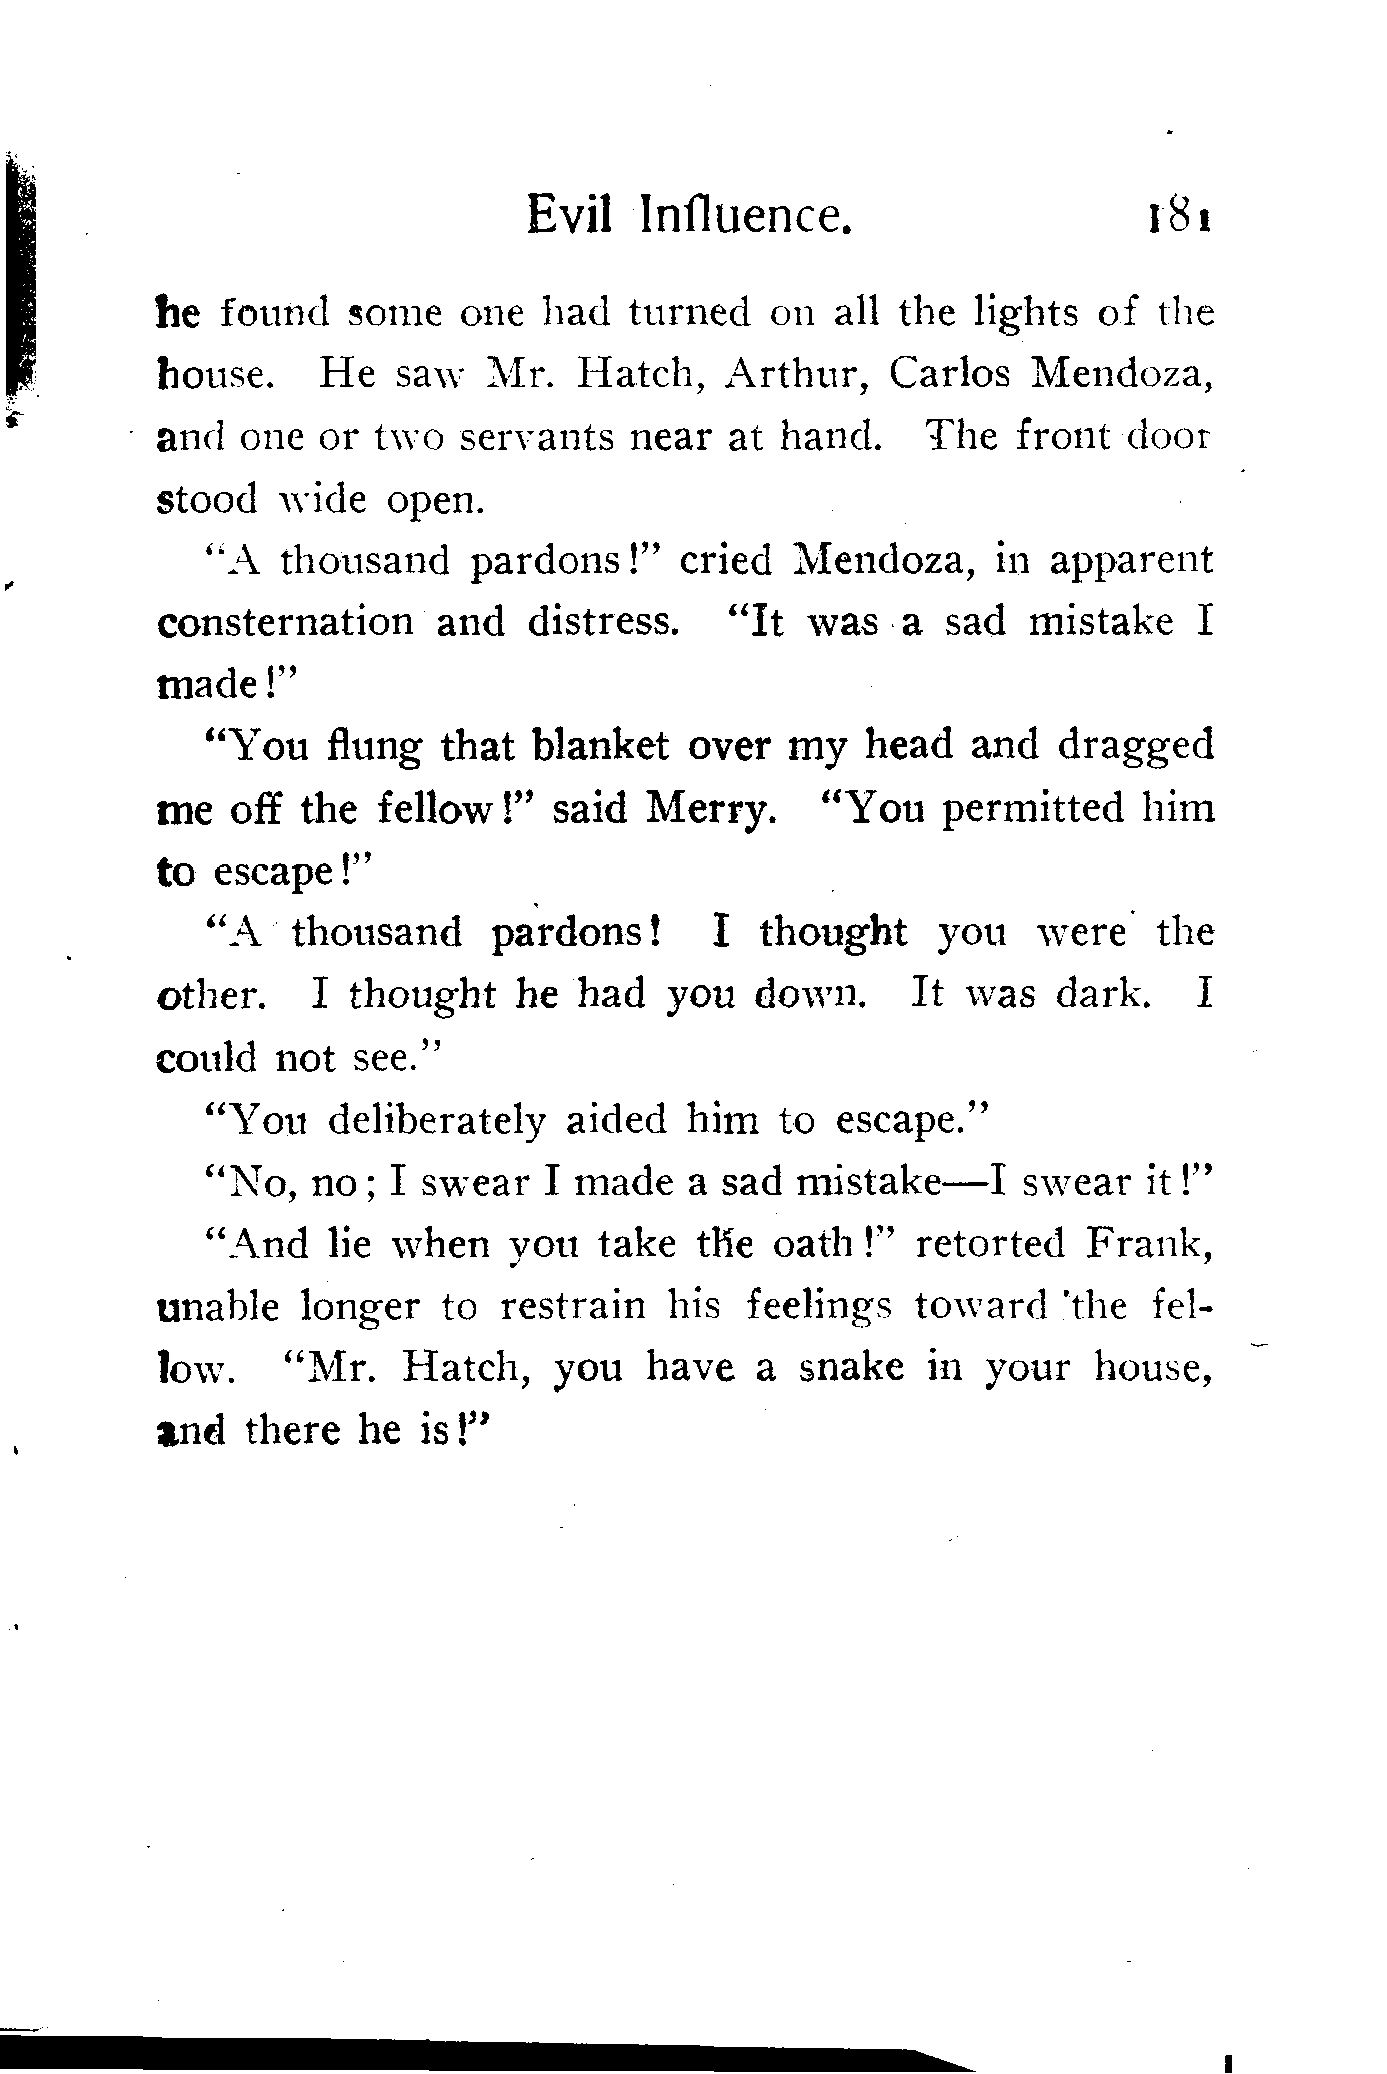 Evil Influence. 181
he found some one had turned on all the lights of the
house. He saw Mr. Hatch, Arthur, Carlos Mendoza,
and one or two servants near at hand. The front door
stood wide open.
"A thousand pardons!" cried Mendoza, in apparent
consternation and distress. "It was a sad mistake I
made!"
"You flung that blanket over my head and dragged
me off the fellow!" said Merry. "You permitted him
to escape!"
"A thousand pardons! I thought you were the
other. I thought he had you down. It was dark. I
could not see."
"You deliberately aided him to escape."
"No, no; I swear I made a sad mistake—I swear it!"
"And lie when you take the oath!" retorted Frank,
unable longer to restrain his feelings toward the fel-
low. "Mr. Hatch, you have a snake in your house,
and there he is!"